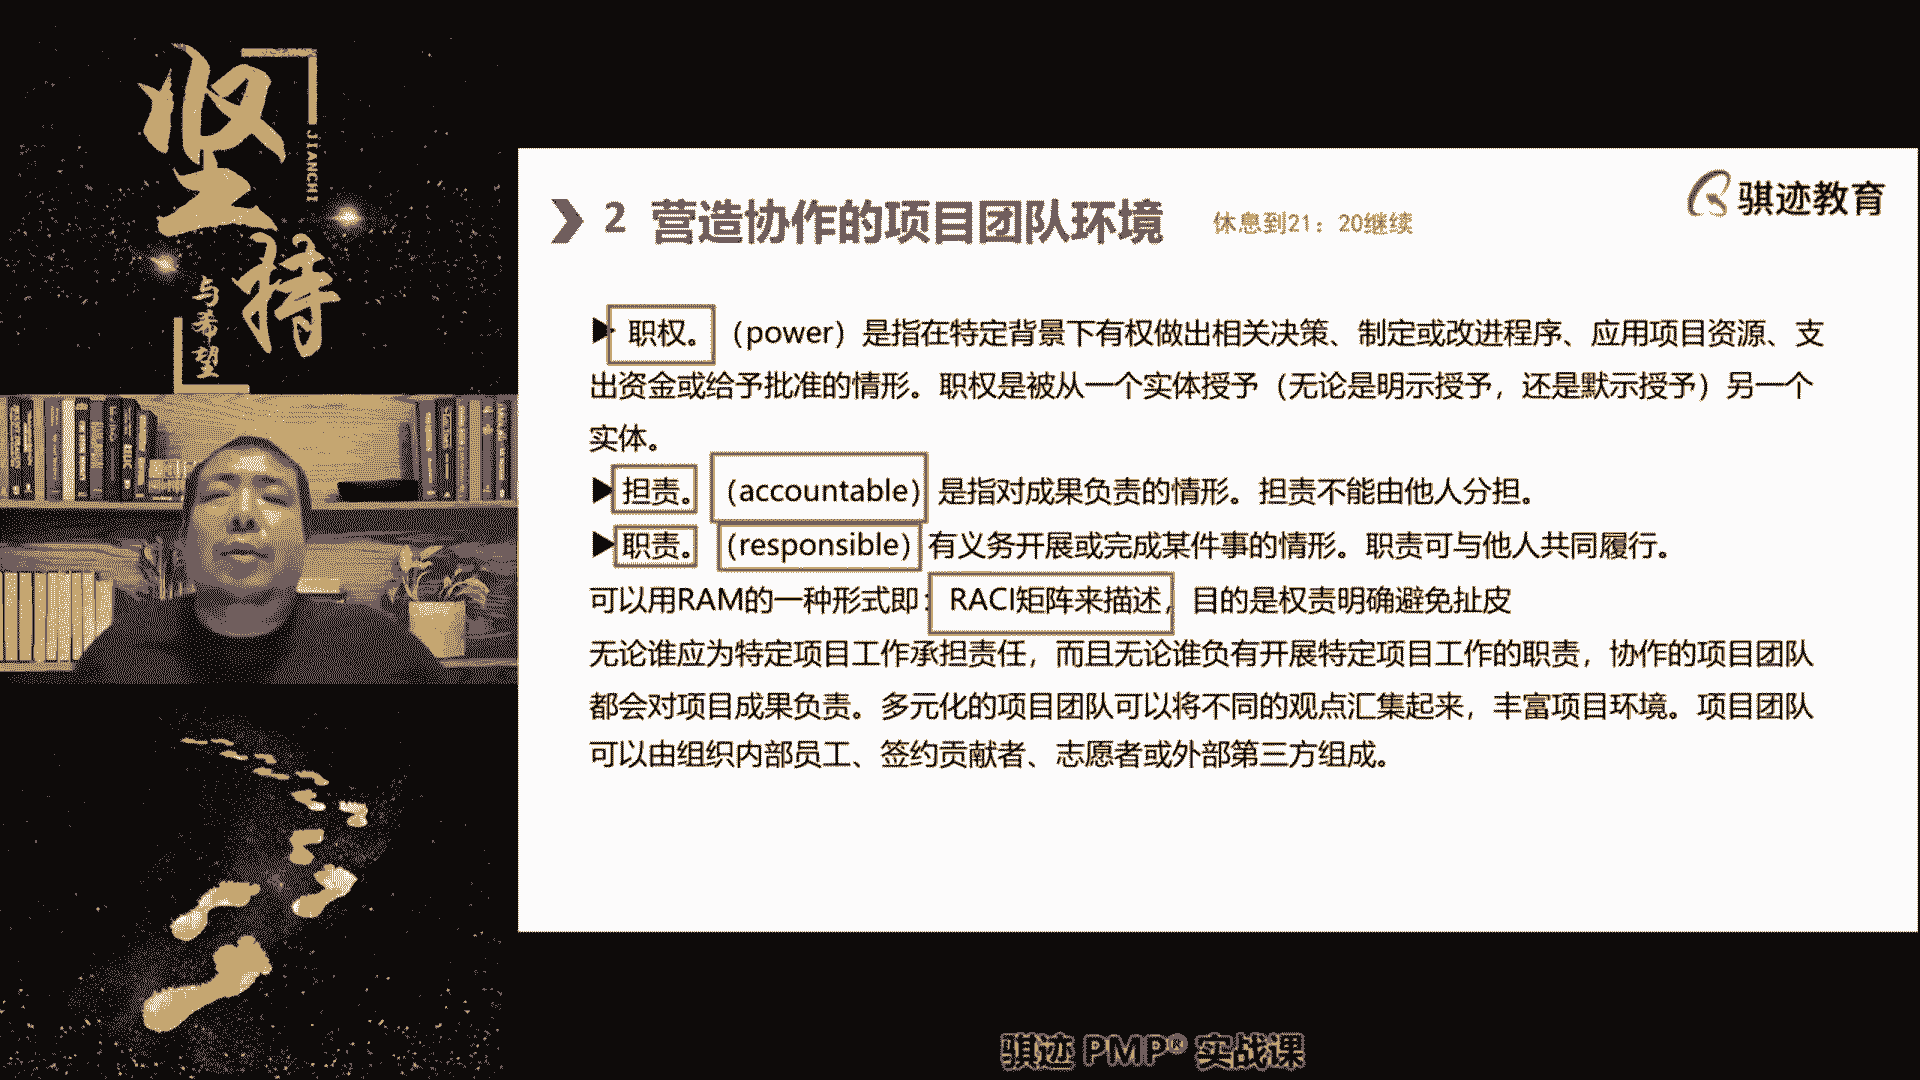 坚持
JIANCHI
与希望
骐迹教育
2 营造协作的项目团队环境
休息到21：20继续
职权。（power）是指在特定背景下有权做出相关决策、制定或改进程序、应用项目资源、支
出资金或给予批准的情形。职权是被从一个实体授予（无论是明示授予，还是默示授予）另一个
实体。
担责。（accountable）是指对成果负责的情形。担责不能由他人分担。
职责。（responsible）有义务开展或完成某件事的情形。职责可与他人共同履行。
可以用RAM的一种形式即：RACI矩阵来描述，目的是权责明确避免扯皮
无论谁应为特定项目工作承担责任，而且无论谁负有开展特定项目工作的职责，协作的项目团队
都会对项目成果负责。多元化的项目团队可以将不同的观点汇集起来，丰富项目环境。项目团队
可以由组织内部员工、签约贡献者、志愿者或外部第三方组成。
骐迹 PMP® 实战课